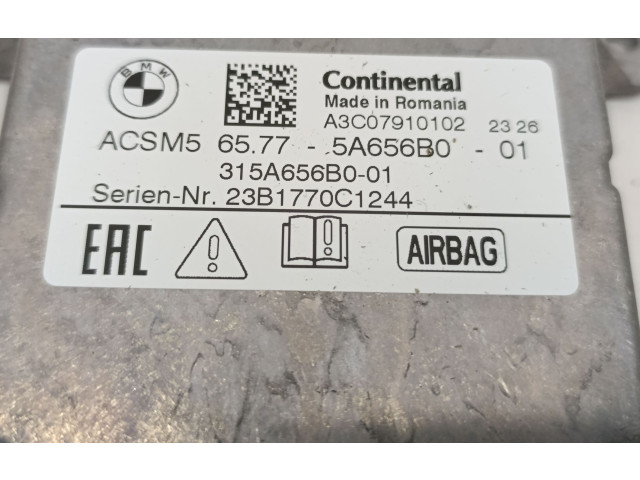 BMW
Continental
Made in Romania
A3C07910102 23 26
ACSM5 65.77 - 5A656B0 - 01
315A656B0-01
Serien-Nr. 23B1770C1244
EAC AIRBAG